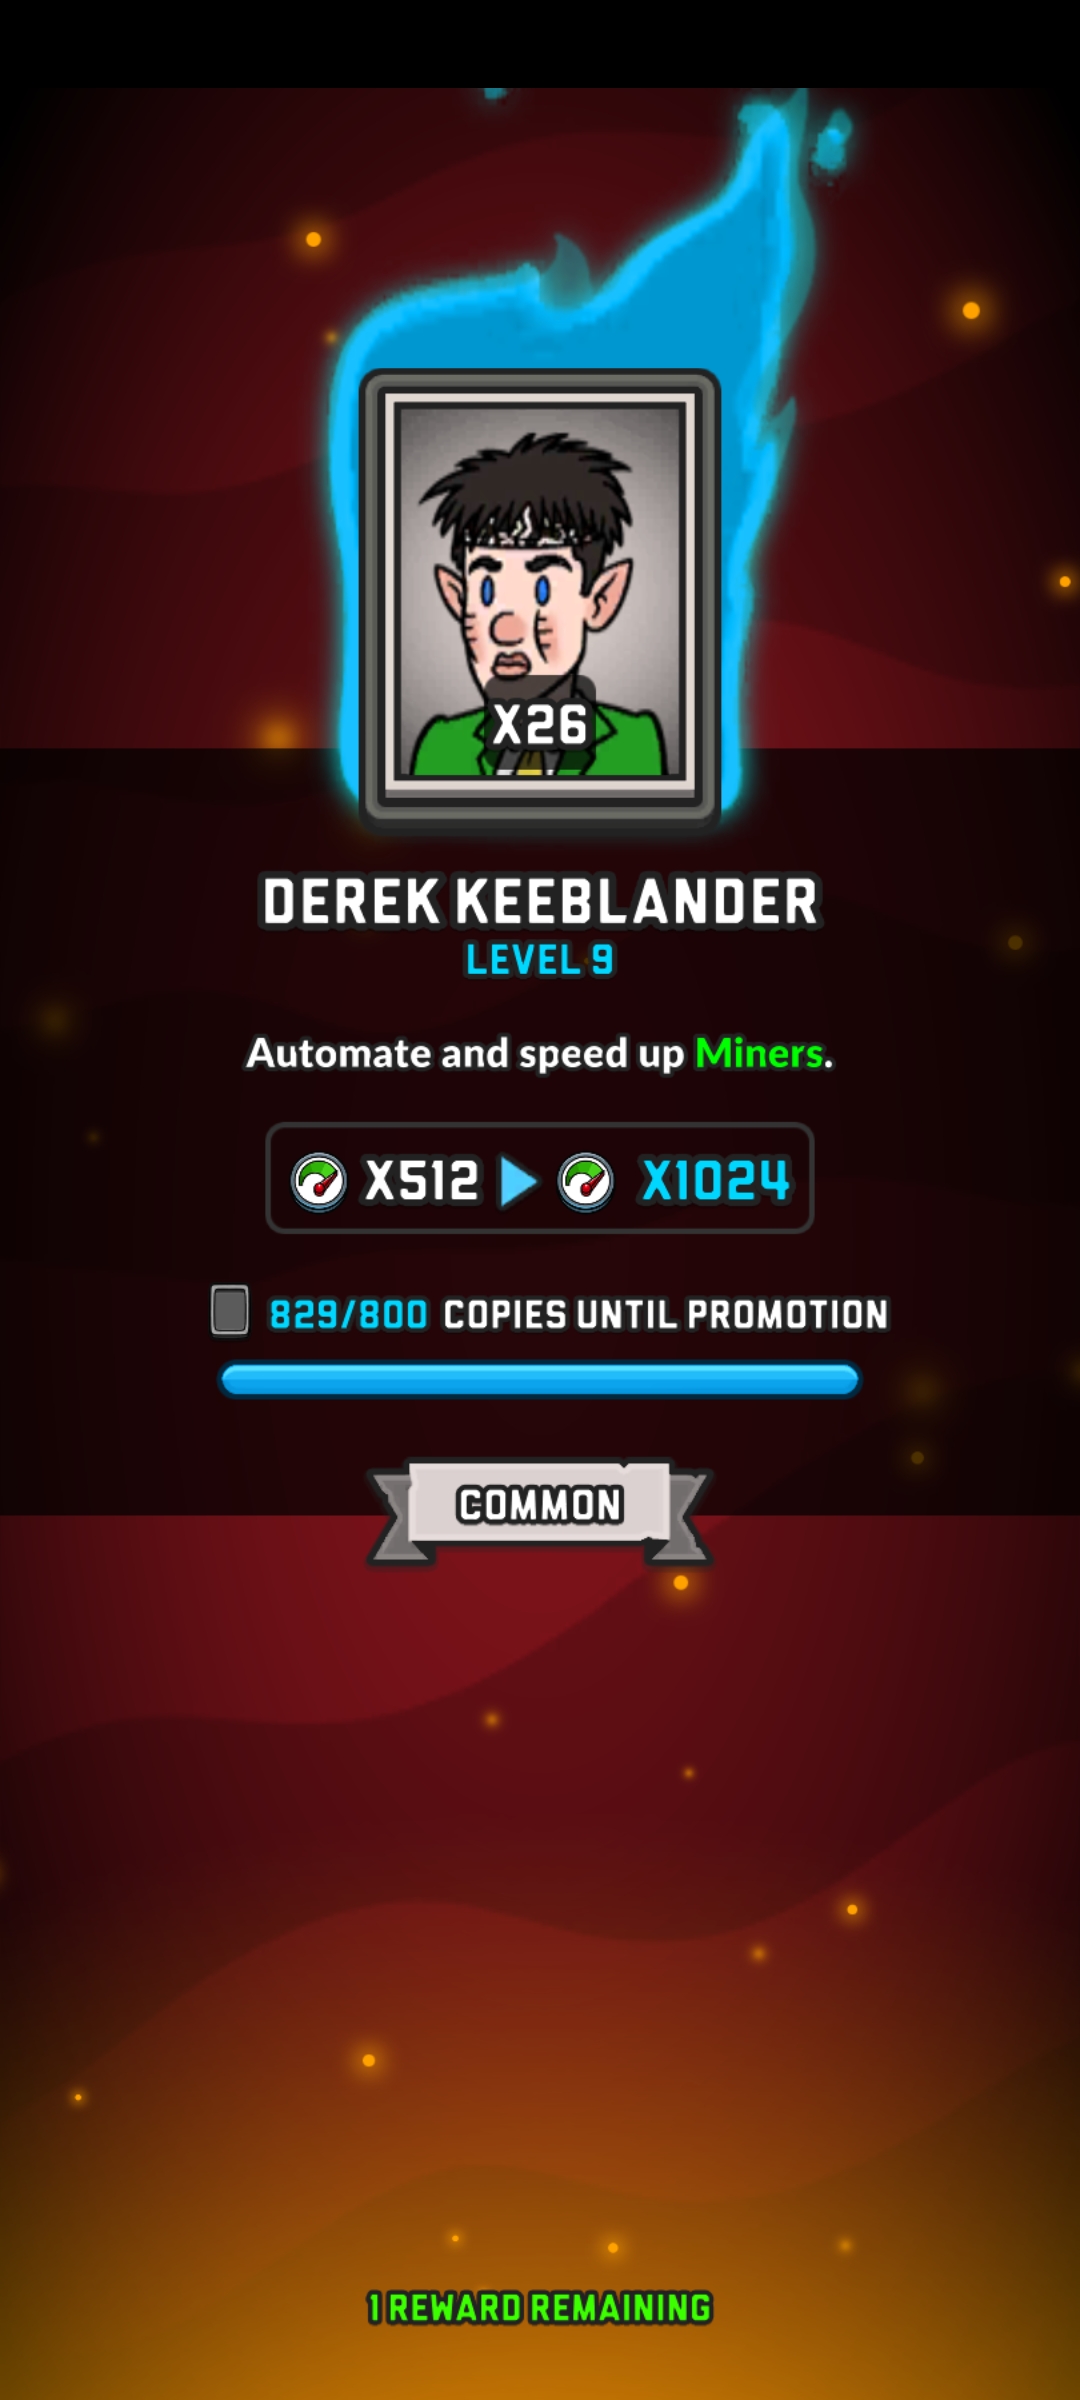 X26
DEREK KEEBLANDER
LEVEL 9
Automate and speed up Miners.
X512 X1024
829/800 COPIES UNTIL PROMOTION
COMMON
1 REWARD REMAINING